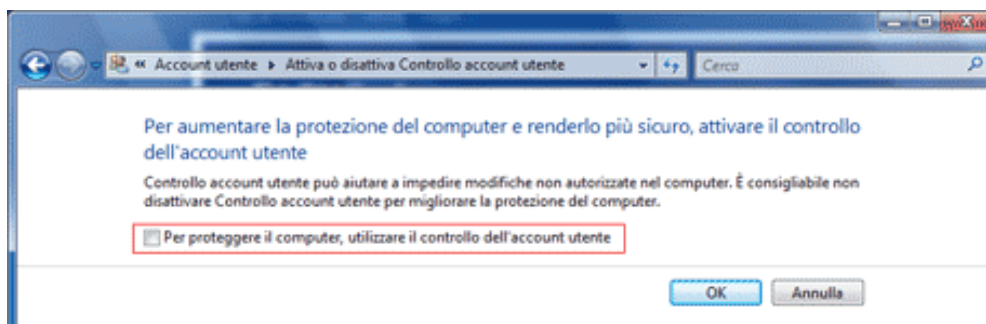 « Account utente ▸ Attiva o disattiva Controllo account utente
Cerca
Per aumentare la protezione del computer e renderlo più sicuro, attivare il controllo
dell'account utente
Controllo account utente può aiutare a impedire modifiche non autorizzate nel computer. È consigliabile non
disattivare Controllo account utente per migliorare la protezione del computer.
Per proteggere il computer, utilizzare il controllo dell'account utente
OK
Annulla